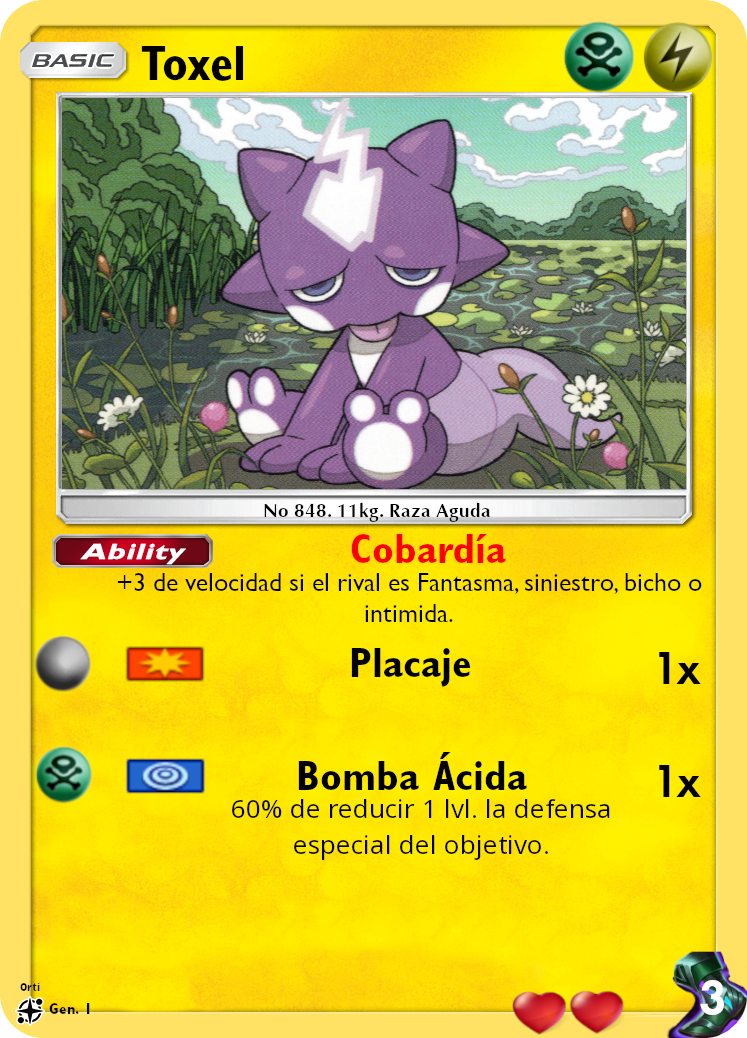 BASIC Toxel
No 848. 11kg. Raza Aguda
Ability Cobardía
+3 de velocidad si el rival es Fantasma, siniestro, bicho o
intimida.
Placaje 1x
Bomba Ácida 1x
60% de reducir 1 lvl. la defensa
especial del objetivo.
Orti
Gen. 1
3